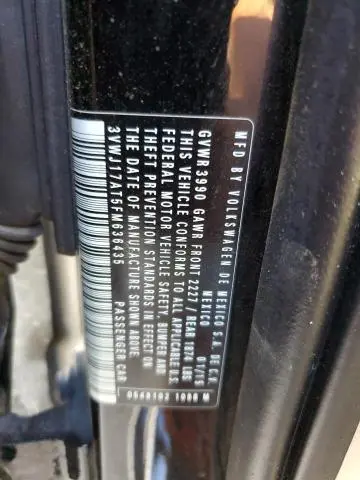 MFD BY VOLKSWAGEN DE MEXICO S.A. DE C.V.
MEXICO 01/15
GVWR 3990 GAWR FRONT 2227/ REAR 1874 LBS
THIS VEHICLE CONFORMS TO ALL APPLICABLE U.S.
FEDERAL MOTOR VEHICLE SAFETY, BUMPER AND
THEFT PREVENTION STANDARDS IN EFFECT ON
THE DATE OF MANUFACTURE SHOWN ABOVE.
3VWJ17AT5FM636435 PASSENGER CAR